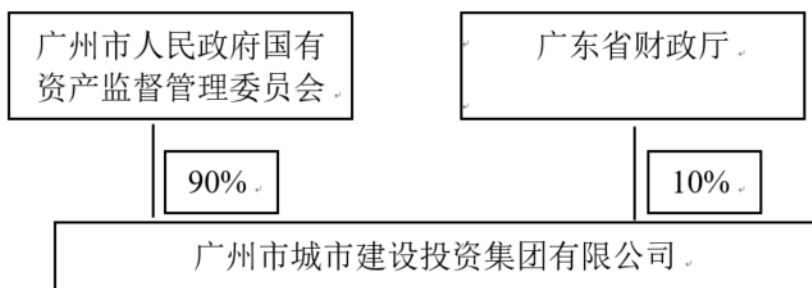 广州市人民政府国有
资产监督管理委员会
广东省财政厅
90%
10%
广州市城市建设投资集团有限公司